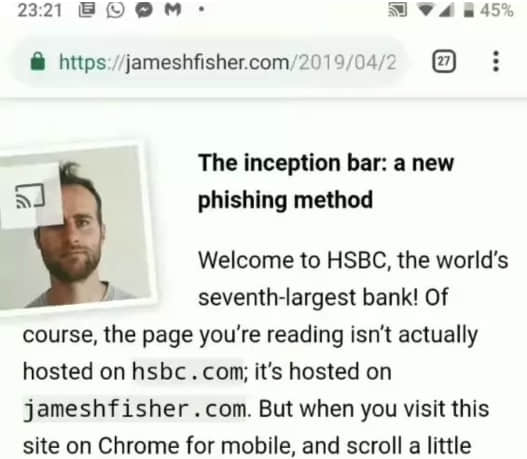 23:21 45%
https://jameshfisher.com/2019/04/2 27
The inception bar: a new
phishing method
Welcome to HSBC, the world’s
seventh-largest bank! Of
course, the page you’re reading isn’t actually
hosted on hsbc.com; it’s hosted on
jameshfisher.com. But when you visit this
site on Chrome for mobile, and scroll a little